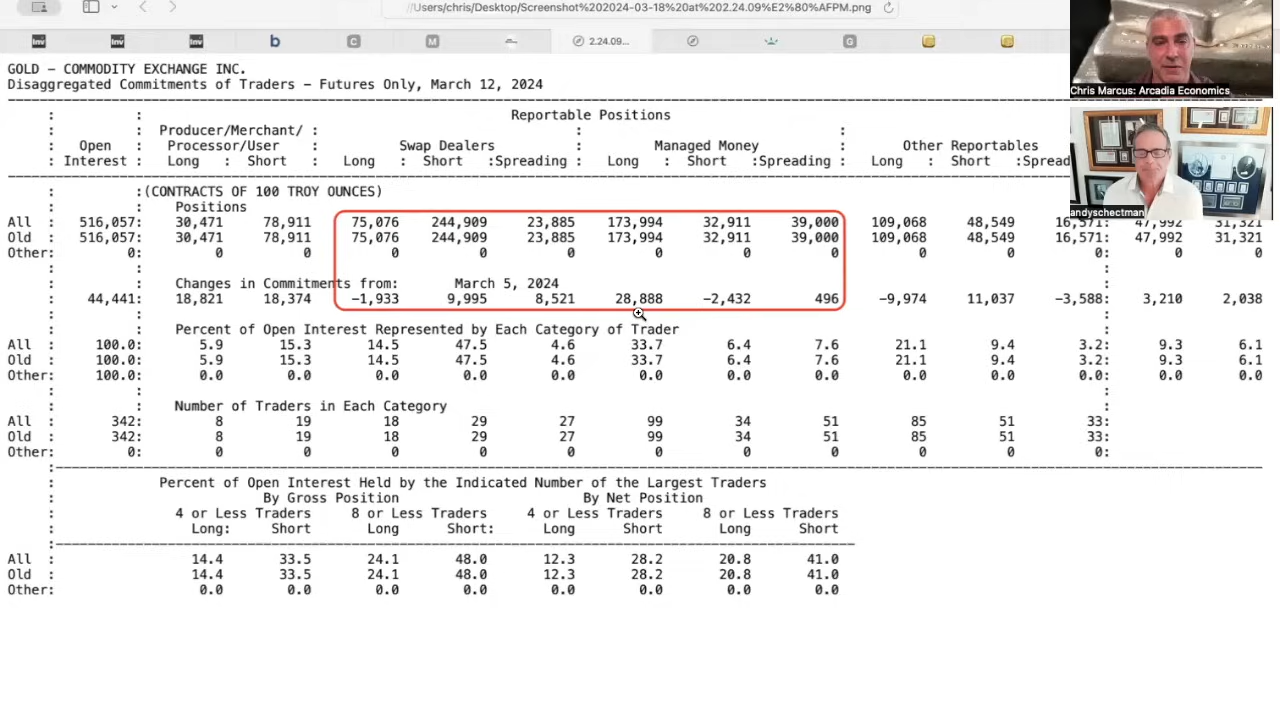 //Users/chris/Desktop/Screenshot%202024-03-18%20at%202.24.09%E2%80%AFPM.png
Inv Inv Inv b C M 2.24.09... G
GOLD - COMMODITY EXCHANGE INC.
Disaggregated Commitments of Traders - Futures Only, March 12, 2024
: : Reportable Positions
: : Producer/Merchant/ : : :
: Open : Processor/User : Swap Dealers : Managed Money : Other Reportables
: Interest : Long : Short : Long : Short :Spreading : Long : Short :Spreading : Long : Short :Spread
: :(CONTRACTS OF 100 TROY OUNCES)
: : Positions
All : 516,057: 30,471 78,911 75,076 244,909 23,885 173,994 32,911 39,000 109,068 48,549 16,571: 47,992 31,321
Old : 516,057: 30,471 78,911 75,076 244,909 23,885 173,994 32,911 39,000 109,068 48,549 16,571: 47,992 31,321
Other: 0: 0 0 0 0 0 0 0 0 0 0 0: 0 0
: : :
: : Changes in Commitments from: March 5, 2024 :
: 44,441: 18,821 18,374 -1,933 9,995 8,521 28,888 -2,432 496 -9,974 11,037 -3,588: 3,210 2,038
: : :
: : Percent of Open Interest Represented by Each Category of Trader :
All : 100.0: 5.9 15.3 14.5 47.5 4.6 33.7 6.4 7.6 21.1 9.4 3.2: 9.3 6.1
Old : 100.0: 5.9 15.3 14.5 47.5 4.6 33.7 6.4 7.6 21.1 9.4 3.2: 9.3 6.1
Other: 100.0: 0.0 0.0 0.0 0.0 0.0 0.0 0.0 0.0 0.0 0.0 0.0: 0.0 0.0
: : :
: : Number of Traders in Each Category :
All : 342: 8 19 18 29 27 99 34 51 85 51 33:
Old : 342: 8 19 18 29 27 99 34 51 85 51 33:
Other: 0: 0 0 0 0 0 0 0 0 0 0 0:
: Percent of Open Interest Held by the Indicated Number of the Largest Traders
: By Gross Position By Net Position
: 4 or Less Traders 8 or Less Traders 4 or Less Traders 8 or Less Traders
: Long: Short Long Short: Long Short Long Short
All : 14.4 33.5 24.1 48.0 12.3 28.2 20.8 41.0
Old : 14.4 33.5 24.1 48.0 12.3 28.2 20.8 41.0
Other: 0.0 0.0 0.0 0.0 0.0 0.0 0.0 0.0
Chris Marcus: Arcadia Economics
andyschectman